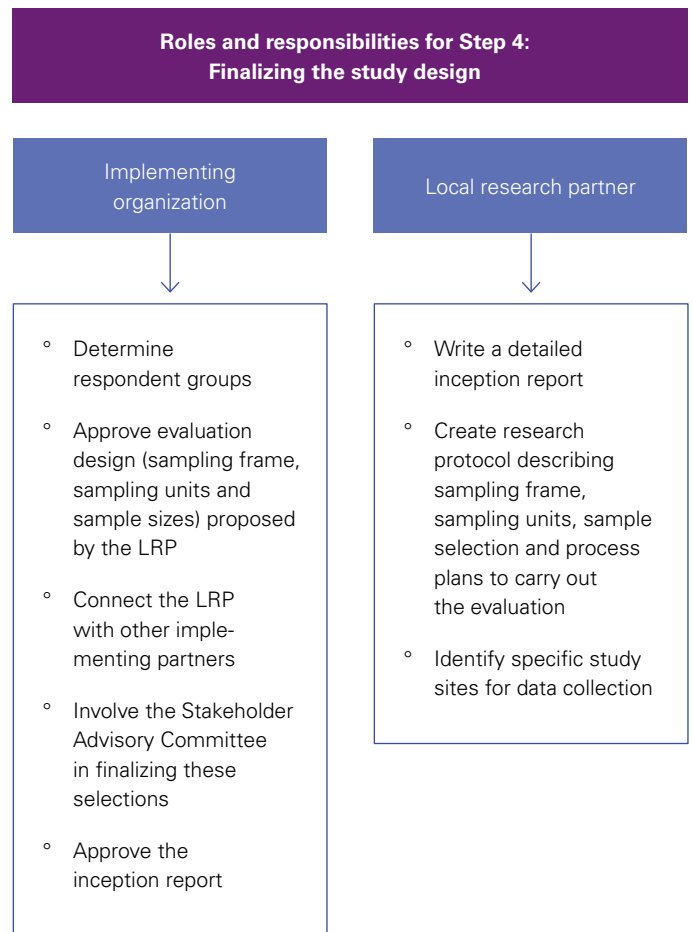 Roles and responsibilities for Step 4:
Finalizing the study design
Implementing
organization
° Determine
respondent groups
° Approve evaluation
design (sampling frame,
sampling units and
sample sizes) proposed
by the LRP
° Connect the LRP
with other imple-
menting partners
° Involve the Stakeholder
Advisory Committee
in finalizing these
selections
° Approve the
inception report
Local research partner
° Write a detailed
inception report
° Create research
protocol describing
sampling frame,
sampling units, sample
selection and process
plans to carry out
the evaluation
° Identify specific study
sites for data collection